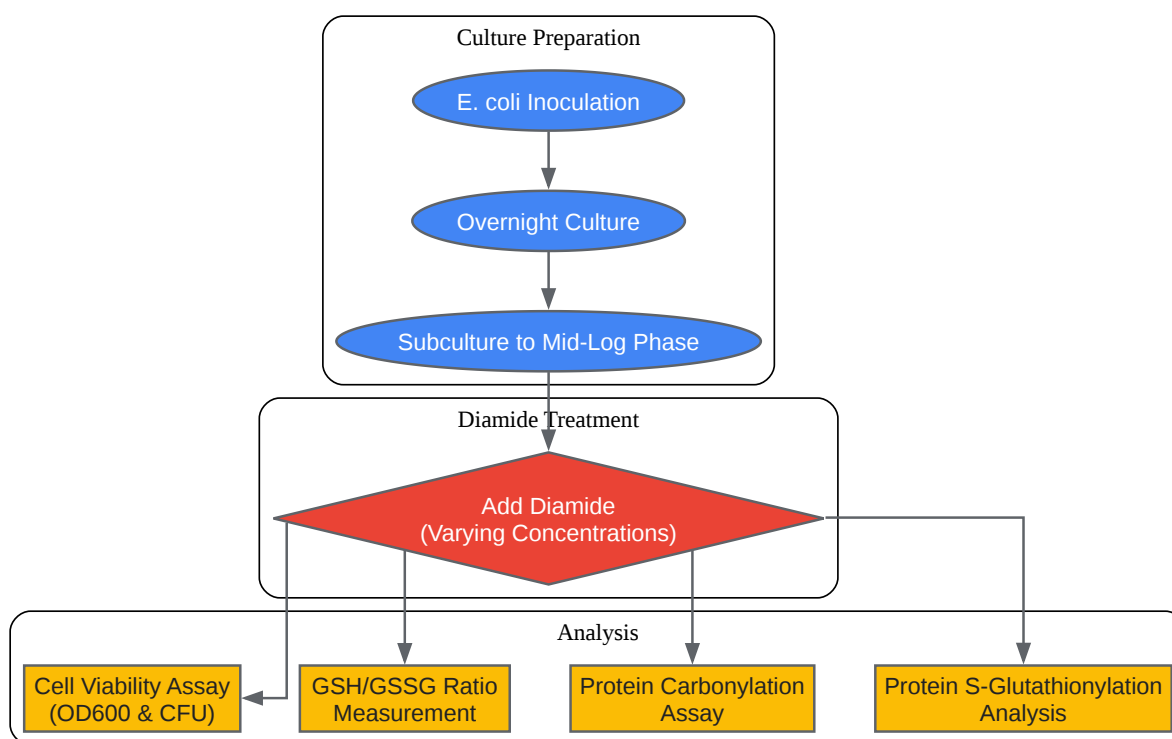 Culture Preparation
E. coli Inoculation
Overnight Culture
Subculture to Mid-Log Phase
Diamide Treatment
Add Diamide
(Varying Concentrations)
Analysis
Cell Viability Assay
(OD600 & CFU)
GSH/GSSG Ratio
Measurement
Protein Carbonylation
Assay
Protein S-Glutathionylation
Analysis